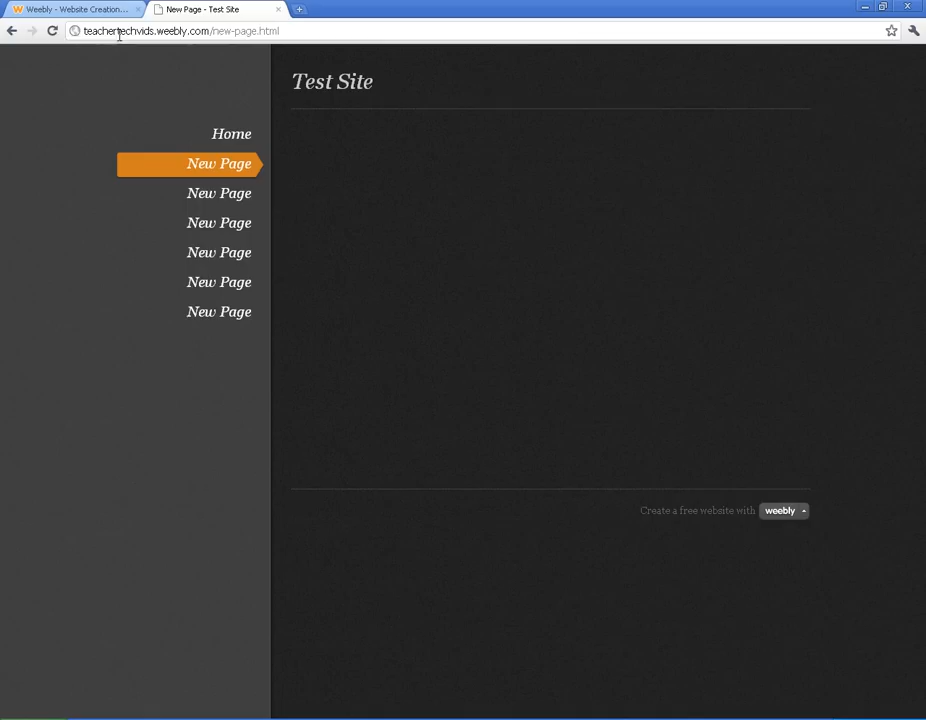 Weebly - Website Creation...
New Page - Test Site
teachertechvids.weebly.com/new-page.html
Test Site
Home
New Page
New Page
New Page
New Page
New Page
New Page
Create a free website with weebly